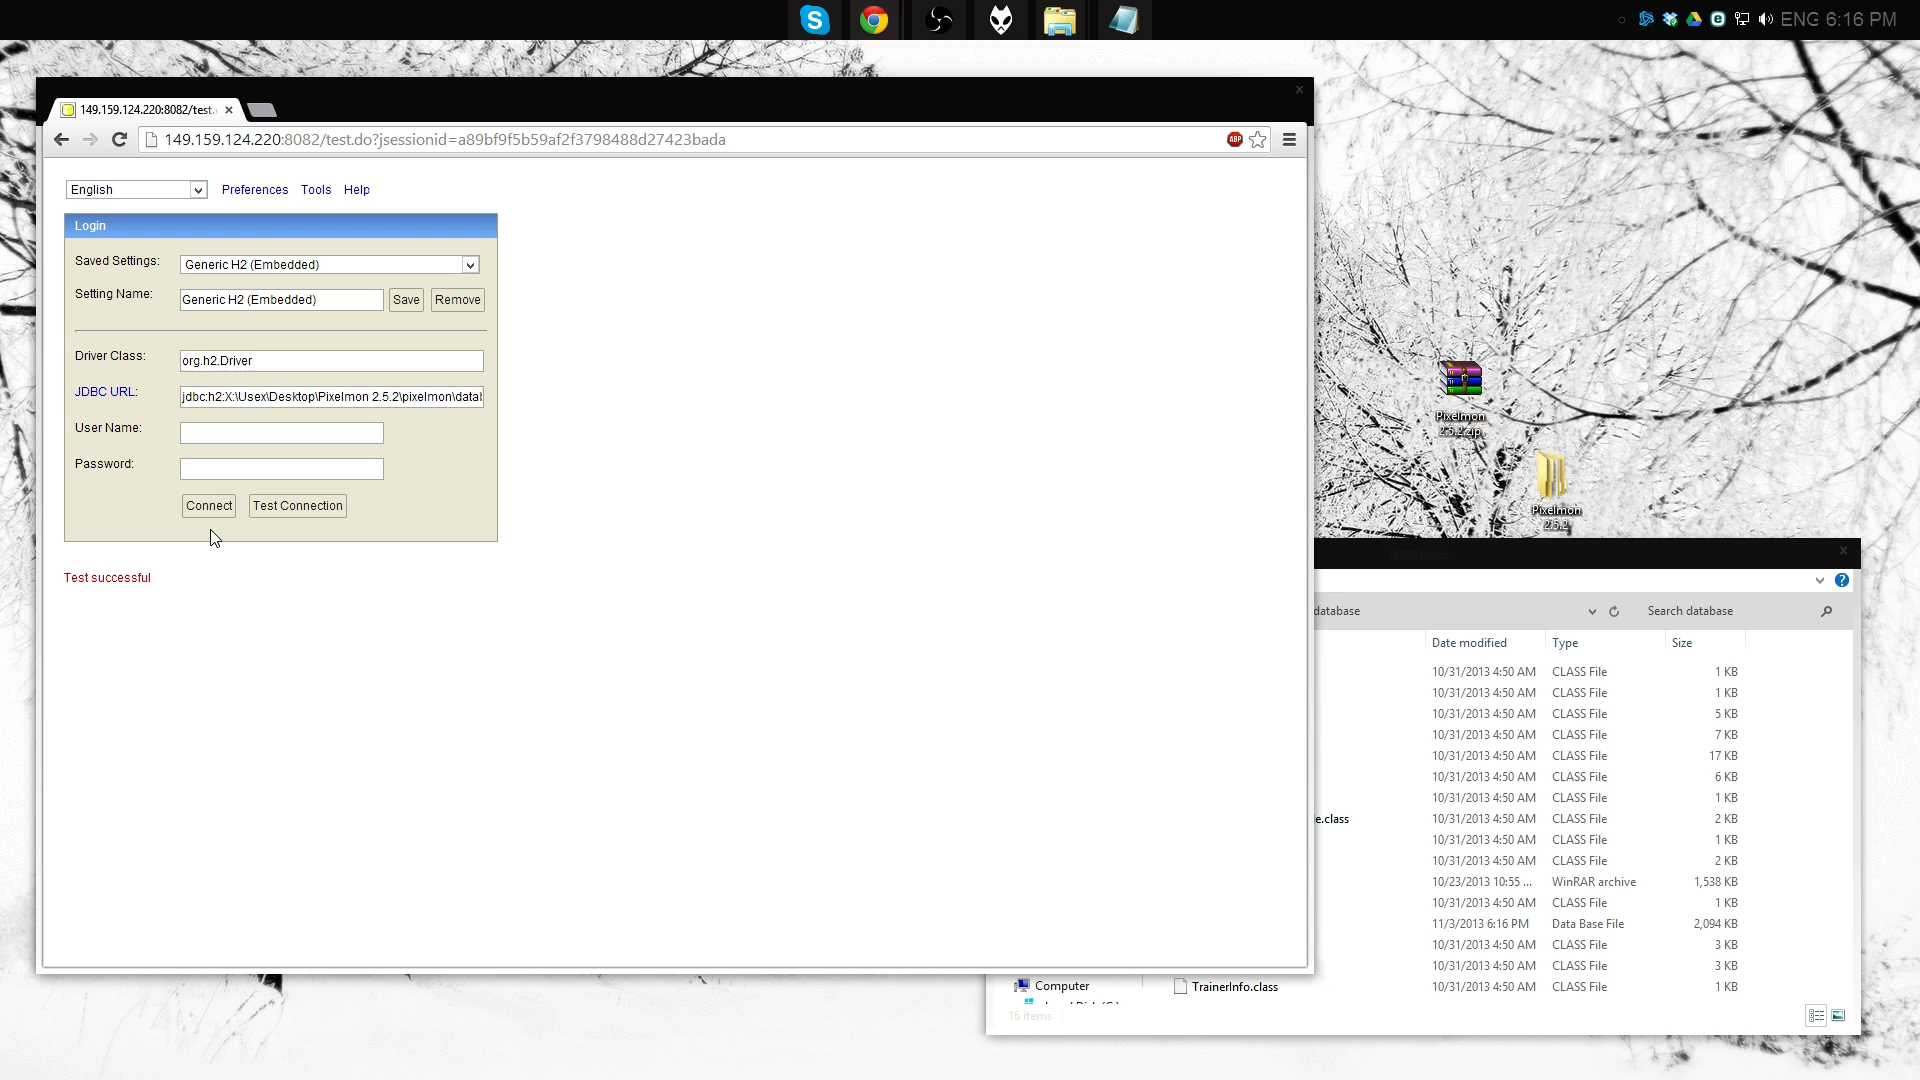 ENG 6:16 PM
149.159.124.220:8082/test.
149.159.124.220:8082/test.do?jsessionid=a89bf9f5b59af2f3798488d27423bada
ABP
English
Preferences
Tools
Help
Login
Saved Settings:
Generic H2 (Embedded)
Setting Name:
Generic H2 (Embedded)
Save
Remove
Driver Class:
org.h2.Driver
JDBC URL:
jdbc:h2:X:\Usex\Desktop\Pixelmon 2.5.2\pixelmon\datab
User Name:
Password:
Connect
Test Connection
Test successful
Pixelmon
2.5.2.zip
Pixelmon
2.5.2
database
database
Search database
Date modified Type Size
10/31/2013 4:50 AM CLASS File 1 KB
10/31/2013 4:50 AM CLASS File 1 KB
10/31/2013 4:50 AM CLASS File 5 KB
10/31/2013 4:50 AM CLASS File 7 KB
10/31/2013 4:50 AM CLASS File 17 KB
10/31/2013 4:50 AM CLASS File 6 KB
10/31/2013 4:50 AM CLASS File 1 KB
e.class 10/31/2013 4:50 AM CLASS File 2 KB
10/31/2013 4:50 AM CLASS File 1 KB
10/31/2013 4:50 AM CLASS File 2 KB
10/23/2013 10:55 ... WinRAR archive 1,538 KB
10/31/2013 4:50 AM CLASS File 1 KB
11/3/2013 6:16 PM Data Base File 2,094 KB
10/31/2013 4:50 AM CLASS File 3 KB
10/31/2013 4:50 AM CLASS File 3 KB
Computer
TrainerInfo.class 10/31/2013 4:50 AM CLASS File 1 KB
16 items